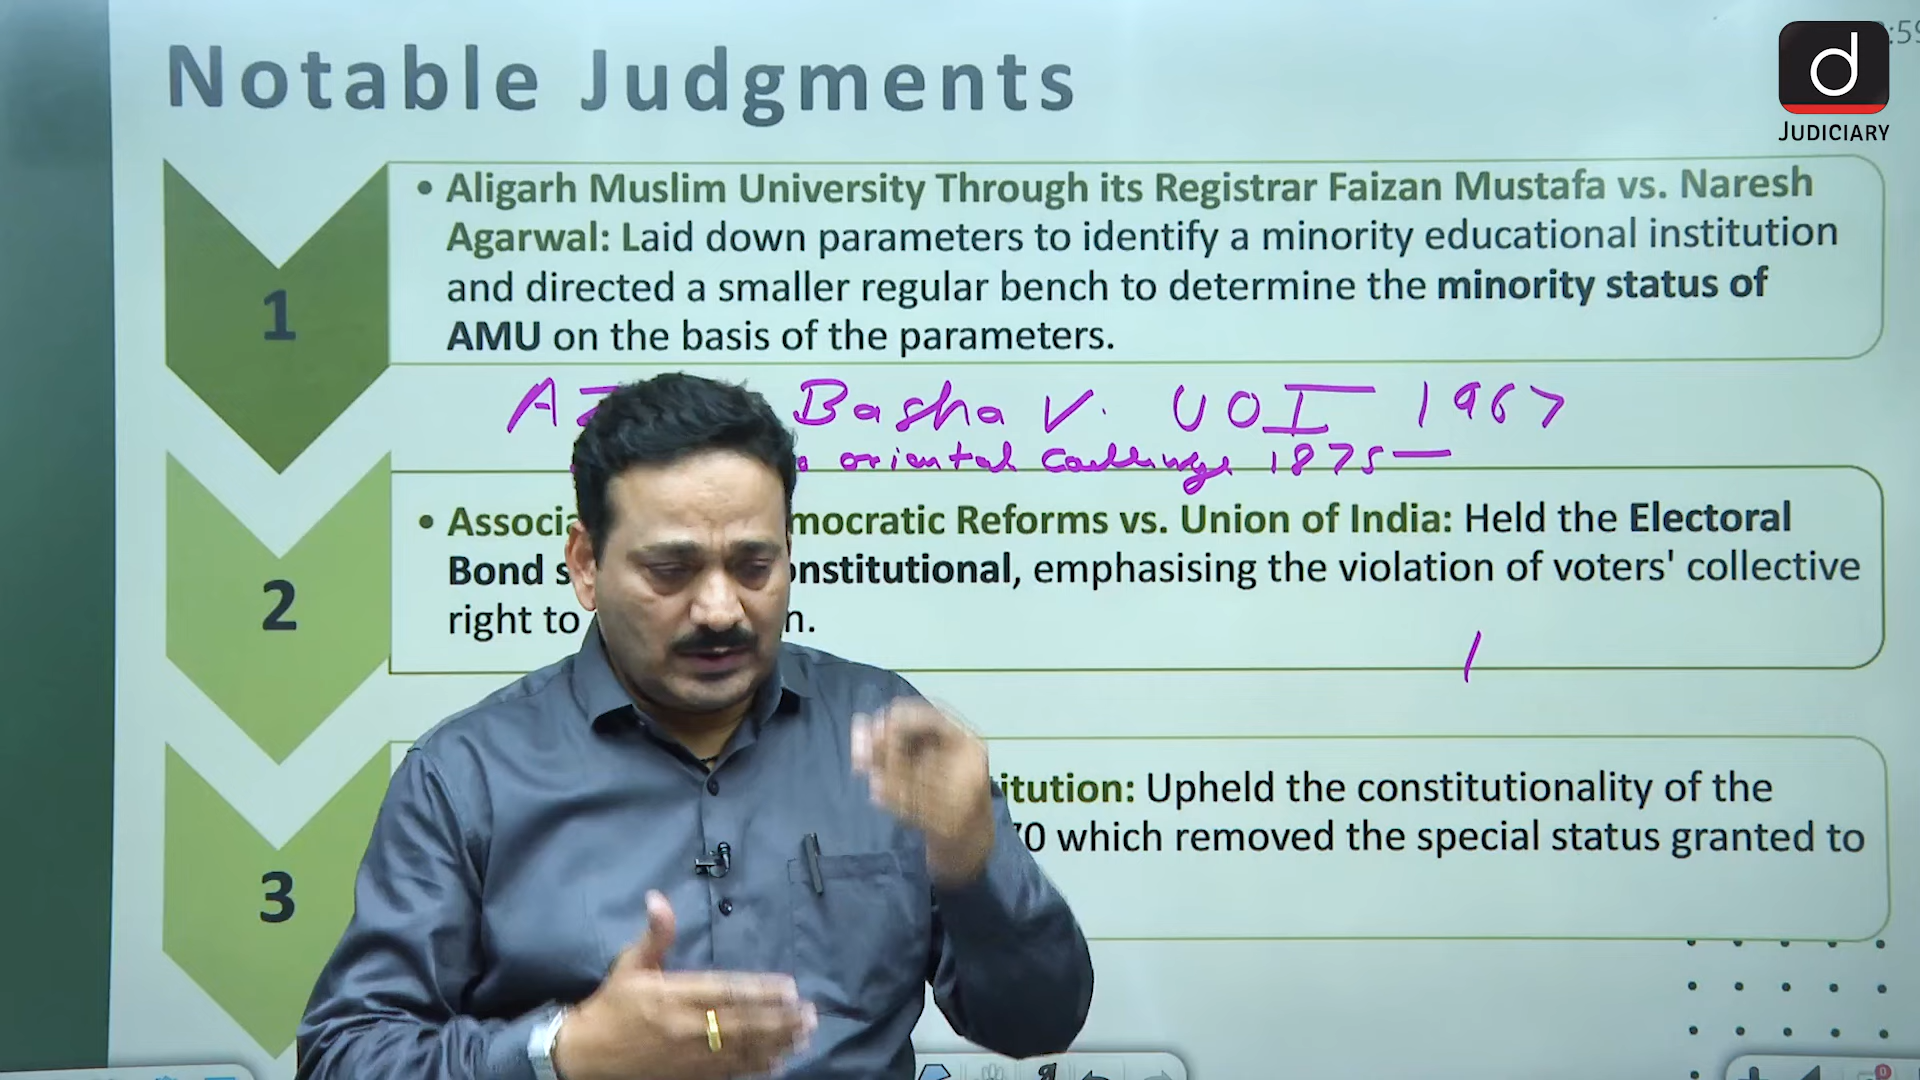 Notable Judgments
:59
d
JUDICIARY
1
• Aligarh Muslim University Through its Registrar Faizan Mustafa vs. Naresh
Agarwal: Laid down parameters to identify a minority educational institution
and directed a smaller regular bench to determine the minority status of
AMU on the basis of the parameters.
AZ Basha V. UOI 1967
oriental 1875 —
2
• Associa mocratic Reforms vs. Union of India: Held the Electoral
Bond s onstitutional, emphasising the violation of voters' collective
right to n.
3
itution: Upheld the constitutionality of the
70 which removed the special status granted to